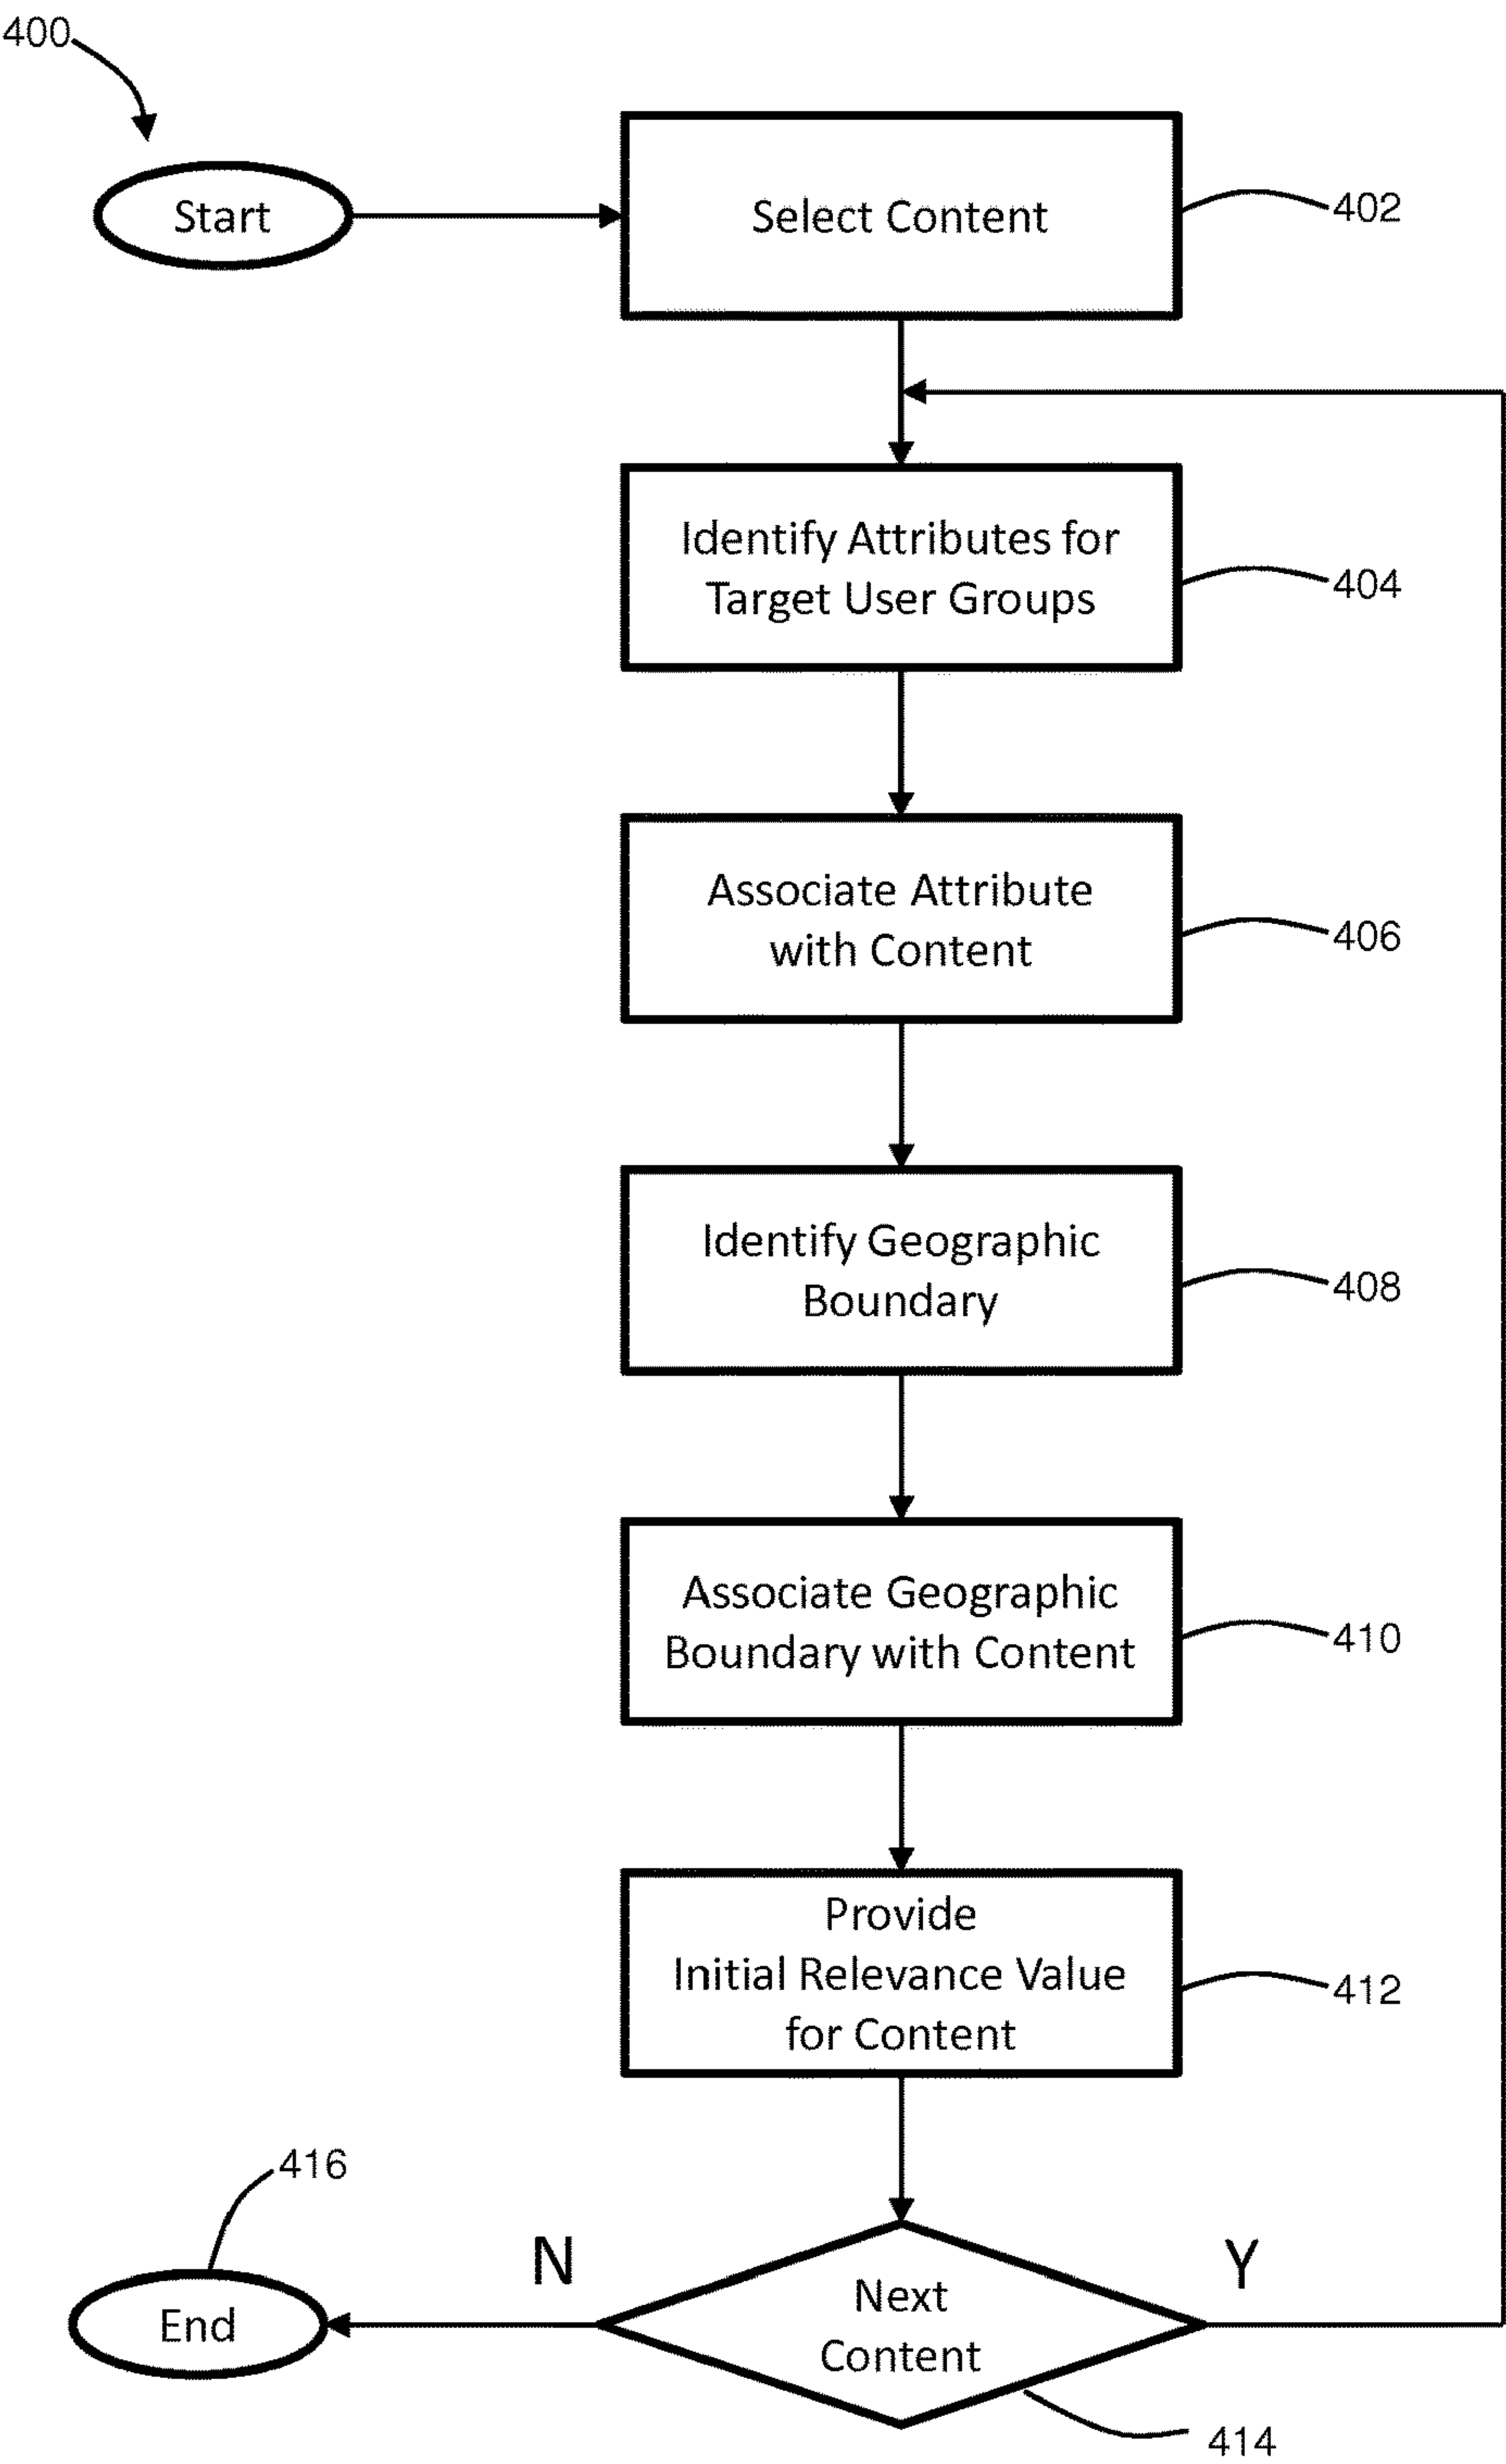 400
Start
Select Content
402
Identify Attributes for
Target User Groups
404
Associate Attribute
with Content
406
Identify Geographic
Boundary
408
Associate Geographic
Boundary with Content
410
Provide
Initial Relevance Value
for Content
412
416
N
Y
Next
Content
End
414